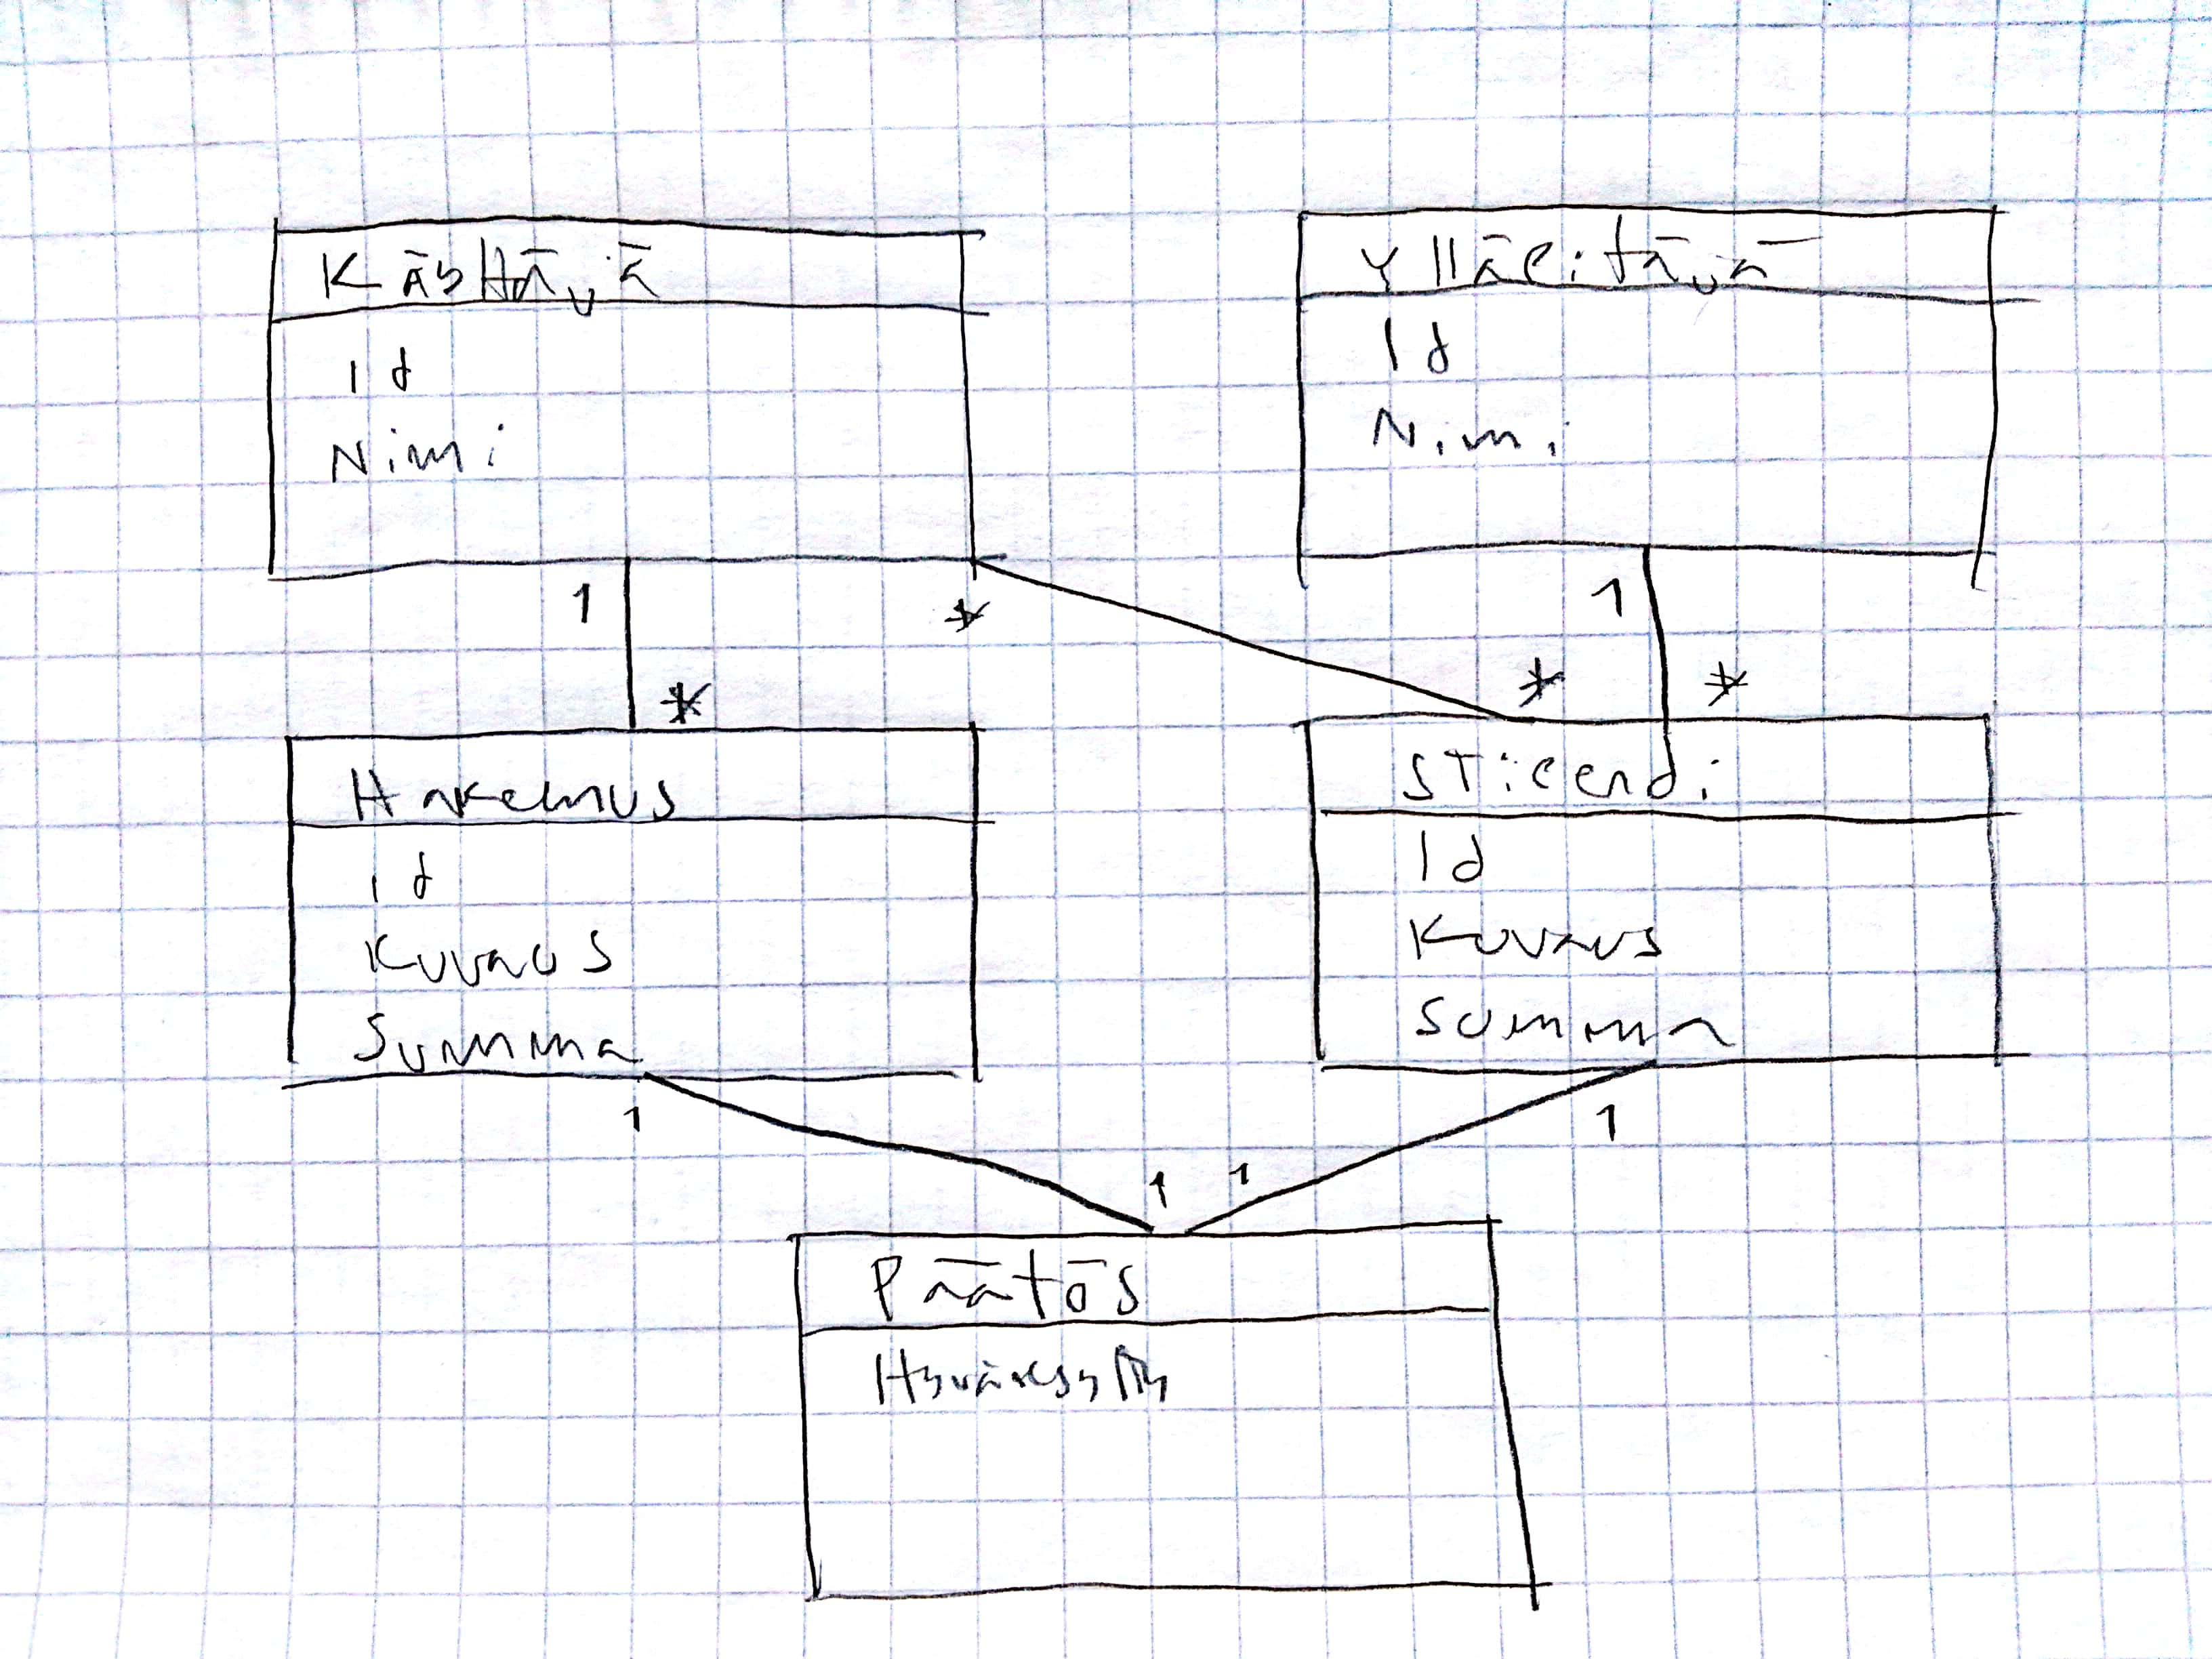 Käyttäjä
Id
Nimi
Ylläpitäjä
Id
Nimi
1
*
*
*
1
*
Hakemus
Id
Kuvaus
Summa
Stipendi
Id
Kuvaus
Summa
1
1
1
1
Päätös
Hyväksytty